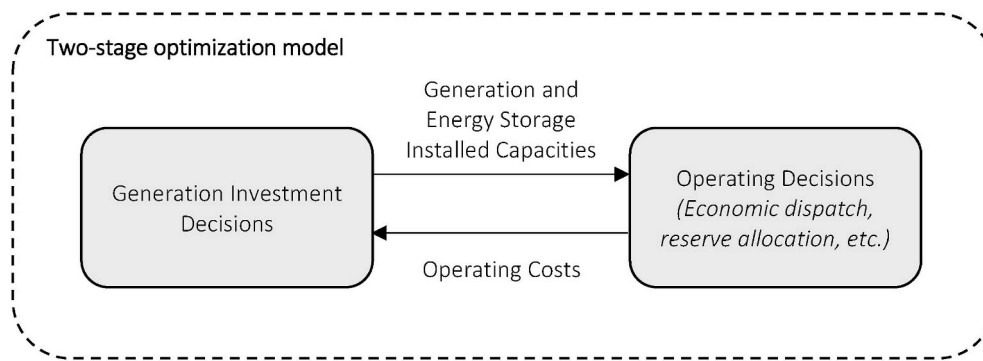 Two-stage optimization model
Generation and
Energy Storage
Installed Capacities
Generation Investment
Decisions
Operating Decisions
(Economic dispatch,
reserve allocation, etc.)
Operating Costs